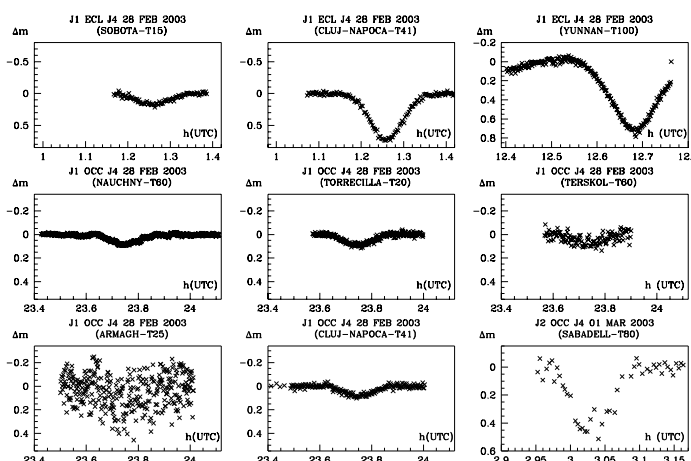 J1 ECL J4 28 FEB 2003
(SOBOTA-T15)
Δm
-0.5
0
0.5
h(UTC)
1 1.1 1.2 1.3 1.4
J1 ECL J4 28 FEB 2003
(CLUJ-NAPOCA-T41)
Δm
-0.5
0
0.5
h(UTC)
1 1.1 1.2 1.3 1.4
J1 ECL J4 28 FEB 2003
(YUNNAN-T100)
Δm
-0.2
0
0.2
0.4
0.6
0.8
h (UTC)
12.4 12.5 12.6 12.7 12.
J1 OCC J4 28 FEB 2003
(NAUCHNY-T60)
Δm
-0.2
0
0.2
0.4
h(UTC)
23.4 23.6 23.8 24
J1 OCC J4 28 FEB 2003
(TORRECILLA-T20)
Δm
-0.2
0
0.2
0.4
h(UTC)
23.4 23.6 23.8 24
J1 OCC J4 28 FEB 2003
(TERSKOL-T60)
Δm
-0.2
0
0.2
0.4
h (UTC)
23.4 23.6 23.8 24
J1 OCC J4 28 FEB 2003
(ARMAGH-T25)
Δm
-0.2
0
0.2
0.4
h(UTC)
23.4 23.6 23.8 24
J1 OCC J4 28 FEB 2003
(CLUJ-NAPOCA-T41)
Δm
-0.2
0
0.2
0.4
h(UTC)
23.4 23.6 23.8 24
J2 OCC J4 01 MAR 2003
(SABADELL-T80)
Δm
0
0.2
0.4
0.6
h(UTC)
2.9 2.95 3 3.05 3.1 3.15